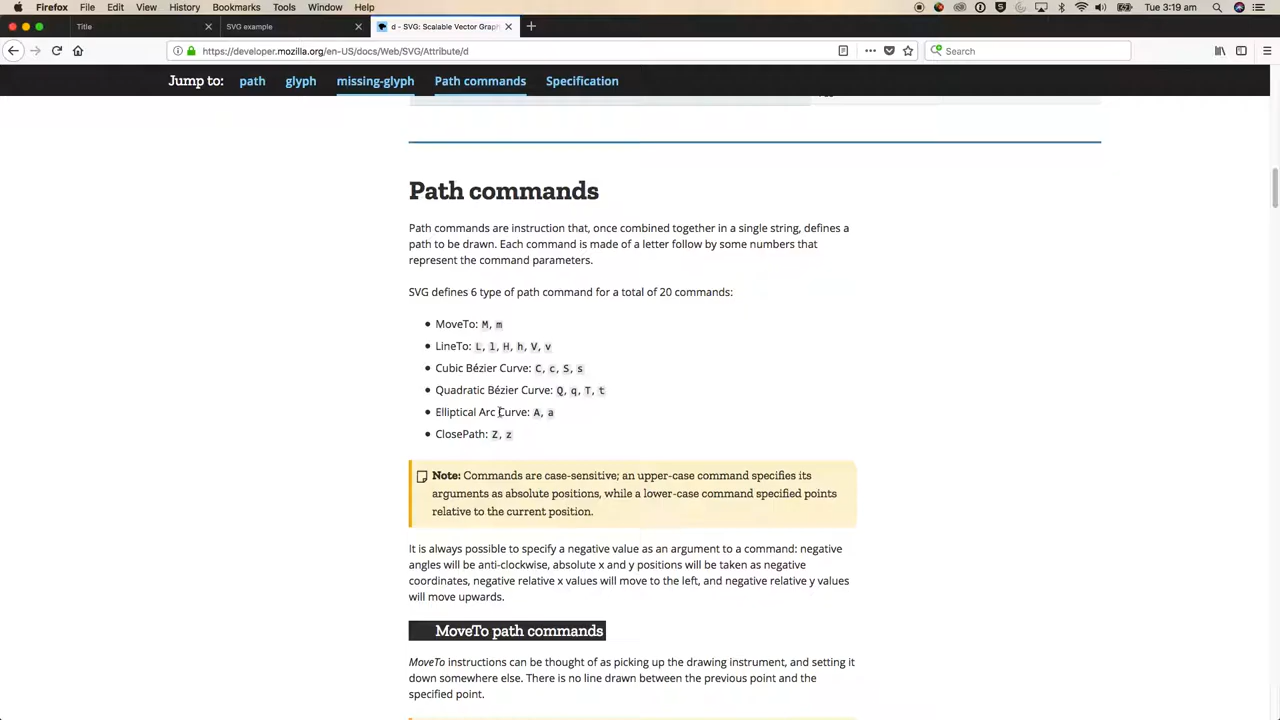 Firefox File Edit View History Bookmarks Tools Window Help Tue 3:19 am
Title SVG example d - SVG: Scalable Vector Graph
https://developer.mozilla.org/en-US/docs/Web/SVG/Attribute/d Search
Jump to: path glyph missing-glyph Path commands Specification
Path commands
Path commands are instruction that, once combined together in a single string, defines a
path to be drawn. Each command is made of a letter follow by some numbers that
represent the command parameters.
SVG defines 6 type of path command for a total of 20 commands:
MoveTo: M, m
LineTo: L, l, H, h, V, v
Cubic Bézier Curve: C, c, S, s
Quadratic Bézier Curve: Q, q, T, t
Elliptical Arc Curve: A, a
ClosePath: Z, z
Note: Commands are case-sensitive; an upper-case command specifies its
arguments as absolute positions, while a lower-case command specified points
relative to the current position.
It is always possible to specify a negative value as an argument to a command: negative
angles will be anti-clockwise, absolute x and y positions will be taken as negative
coordinates, negative relative x values will move to the left, and negative relative y values
will move upwards.
MoveTo path commands
MoveTo instructions can be thought of as picking up the drawing instrument, and setting it
down somewhere else. There is no line drawn between the previous point and the
specified point.